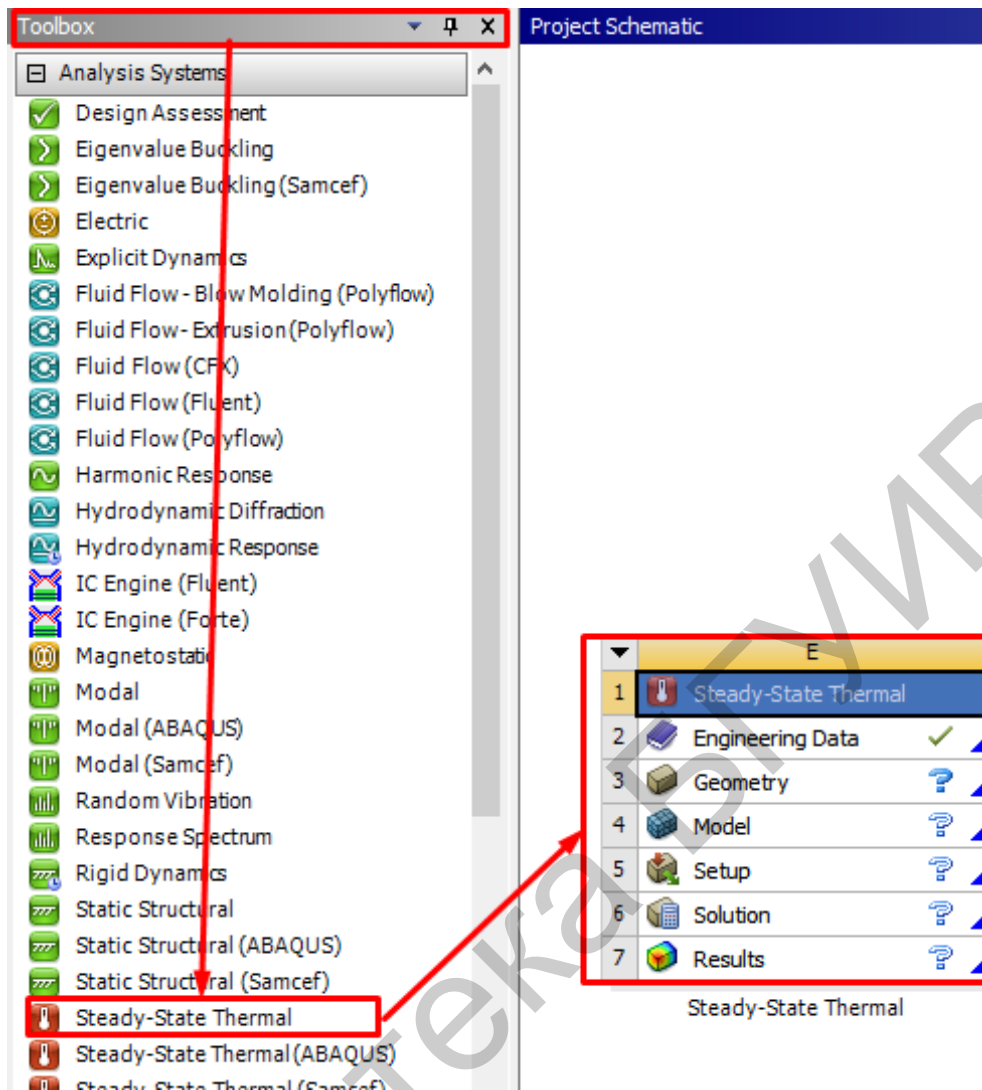 Toolbox
Analysis Systems
Design Assessment
Eigenvalue Buckling
Eigenvalue Buckling (Samcef)
Electric
Explicit Dynamics
Fluid Flow - Blow Molding (Polyflow)
Fluid Flow - Extrusion (Polyflow)
Fluid Flow (CFX)
Fluid Flow (Fluent)
Fluid Flow (Polyflow)
Harmonic Response
Hydrodynamic Diffraction
Hydrodynamic Response
IC Engine (Fluent)
IC Engine (Forte)
Magnetostatic
Modal
Modal (ABAQUS)
Modal (Samcef)
Random Vibration
Response Spectrum
Rigid Dynamics
Static Structural
Static Structural (ABAQUS)
Static Structural (Samcef)
Steady-State Thermal
Steady-State Thermal (ABAQUS)
Steady-State Thermal (Samcef)
Project Schematic
E
1 Steady-State Thermal
2 Engineering Data
3 Geometry
4 Model
5 Setup
6 Solution
7 Results
Steady-State Thermal